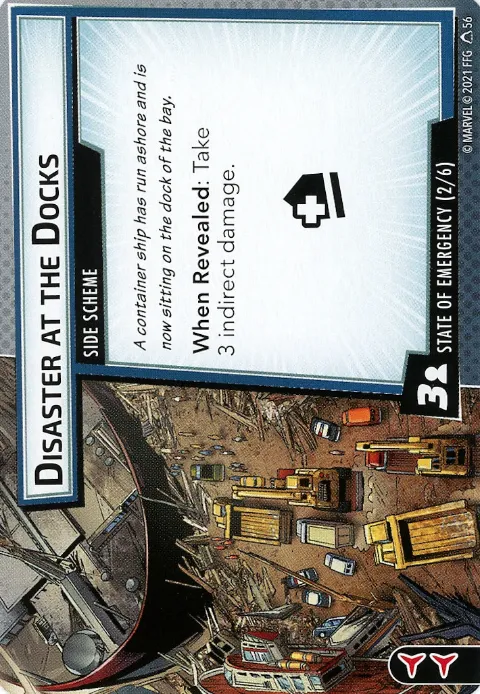 DISASTER AT THE DOCKS
SIDE SCHEME
A container ship has run ashore and is
now sitting on the dock of the bay.
When Revealed: Take
3 indirect damage.
3
STATE OF EMERGENCY (2/6)
© MARVEL © 2021 FFG 56